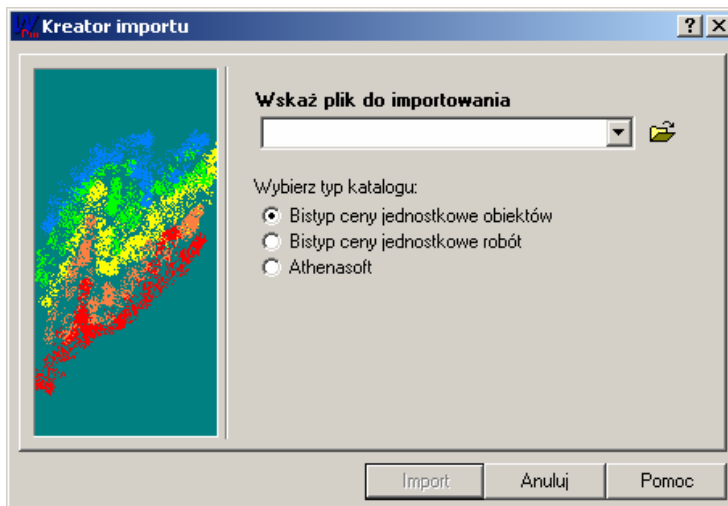 Kreator importu
Wskaż plik do importowania
Wybierz typ katalogu:
Bistyp ceny jednostkowe obiektów
Bistyp ceny jednostkowe robót
Athenasoft
Import Anuluj Pomoc